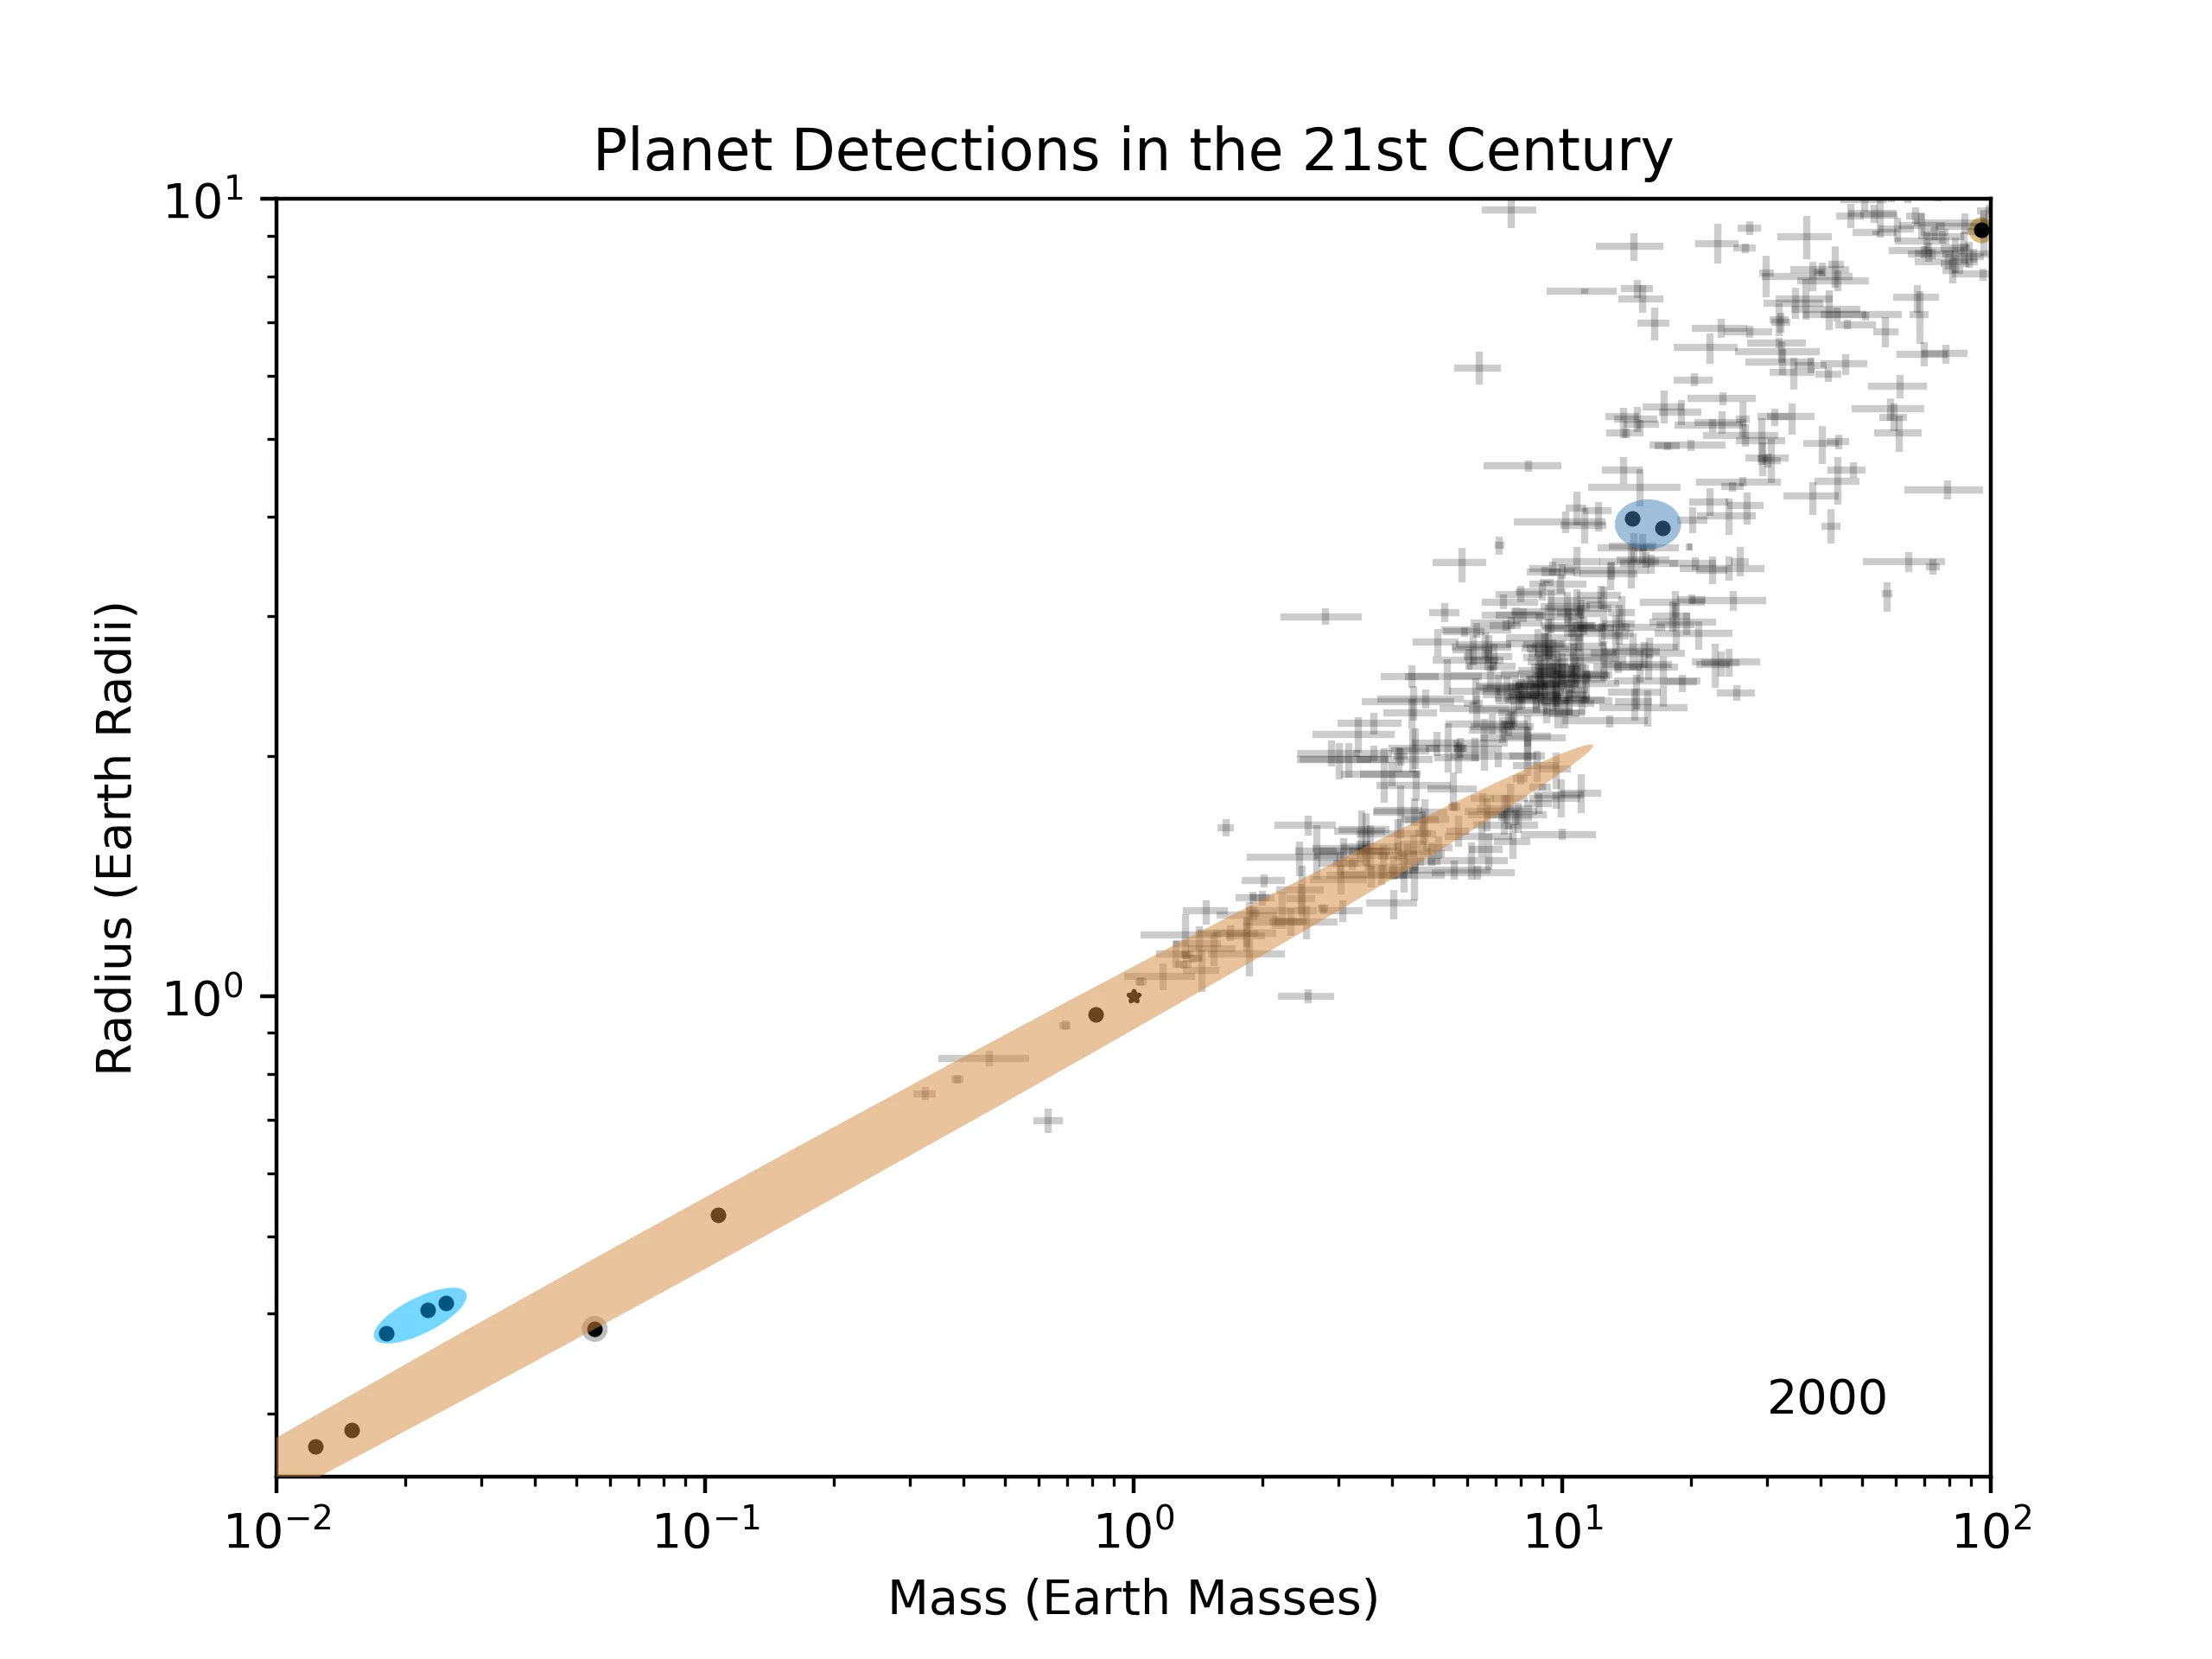 Planet Detections in the 21st Century
10¹
10⁰
Radius (Earth Radii)
2000
10⁻² 10⁻¹ 10⁰ 10¹ 10²
Mass (Earth Masses)